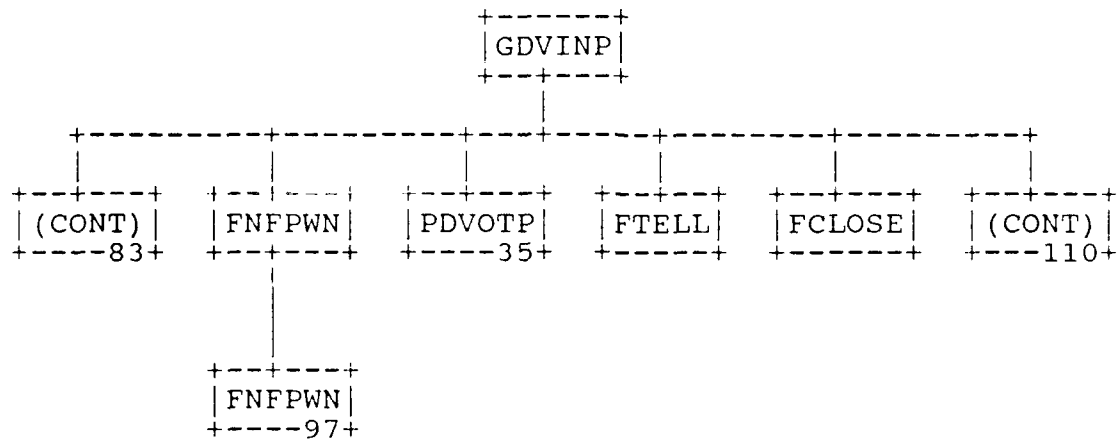 GDVINP
(CONT) FNFPWN PDVOTP FTELL FCLOSE (CONT)
83 35 110
FNFPWN
97